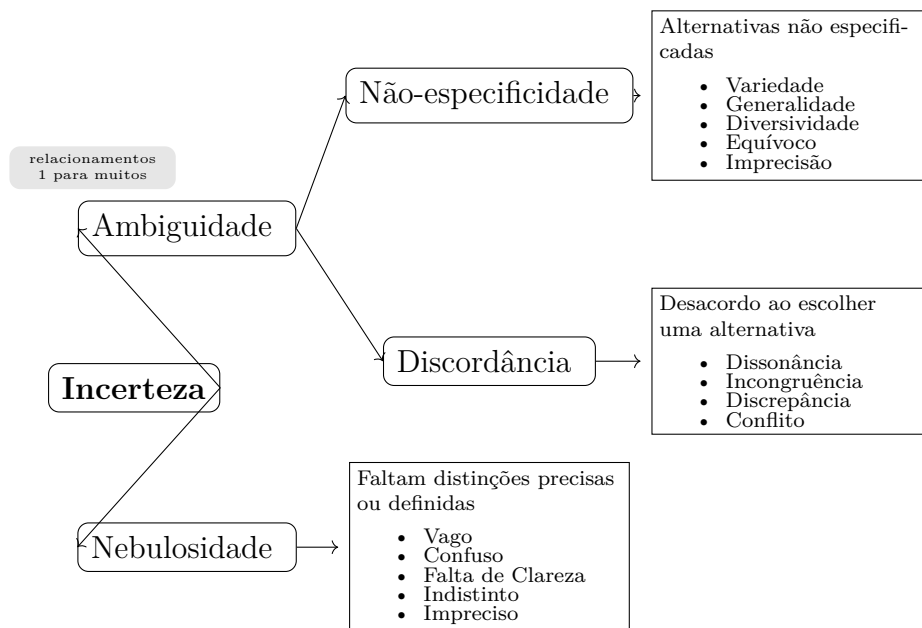 Alternativas não especifi-
cadas
• Variedade
• Generalidade
• Diversividade
• Equívoco
• Imprecisão
Não-especificidade
relacionamentos
1 para muitos
Ambiguidade
Desacordo ao escolher
uma alternativa
• Dissonância
• Incongruência
• Discrepância
• Conflito
Discordância
Incerteza
Faltam distinções precisas
ou definidas
• Vago
• Confuso
• Falta de Clareza
• Indistinto
• Impreciso
Nebulosidade